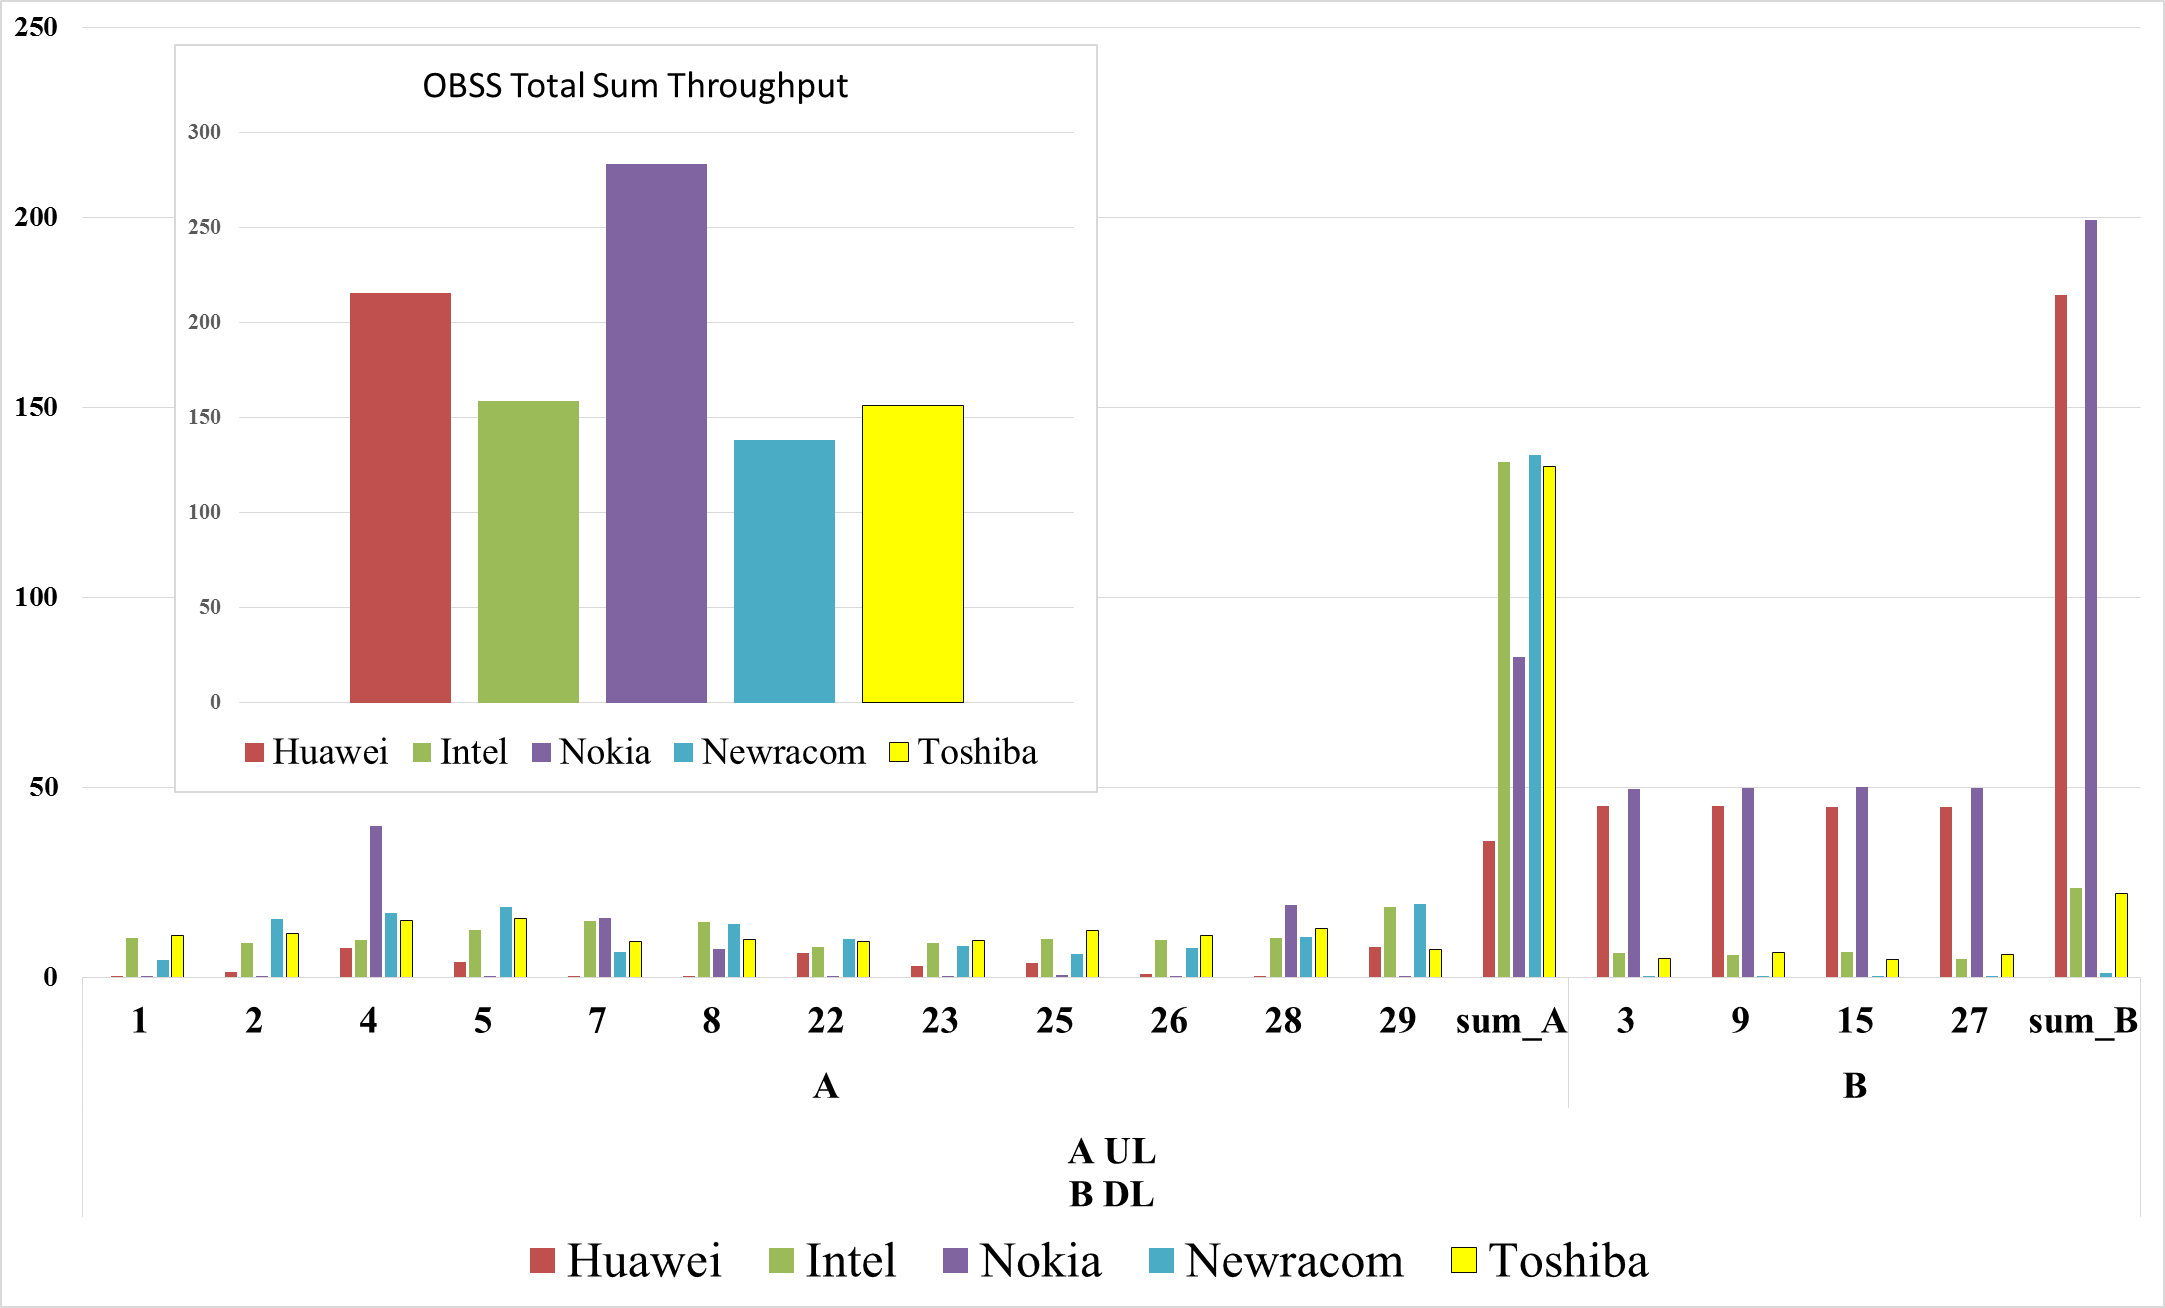 250
200
150
100
50
0
OBSS Total Sum Throughput
300
250
200
150
100
50
0
Huawei Intel Nokia Newracom Toshiba
1 2 4 5 7 8 22 23 25 26 28 29 sum_A 3 9 15 27 sum_B
A B
A UL
B DL
Huawei Intel Nokia Newracom Toshiba